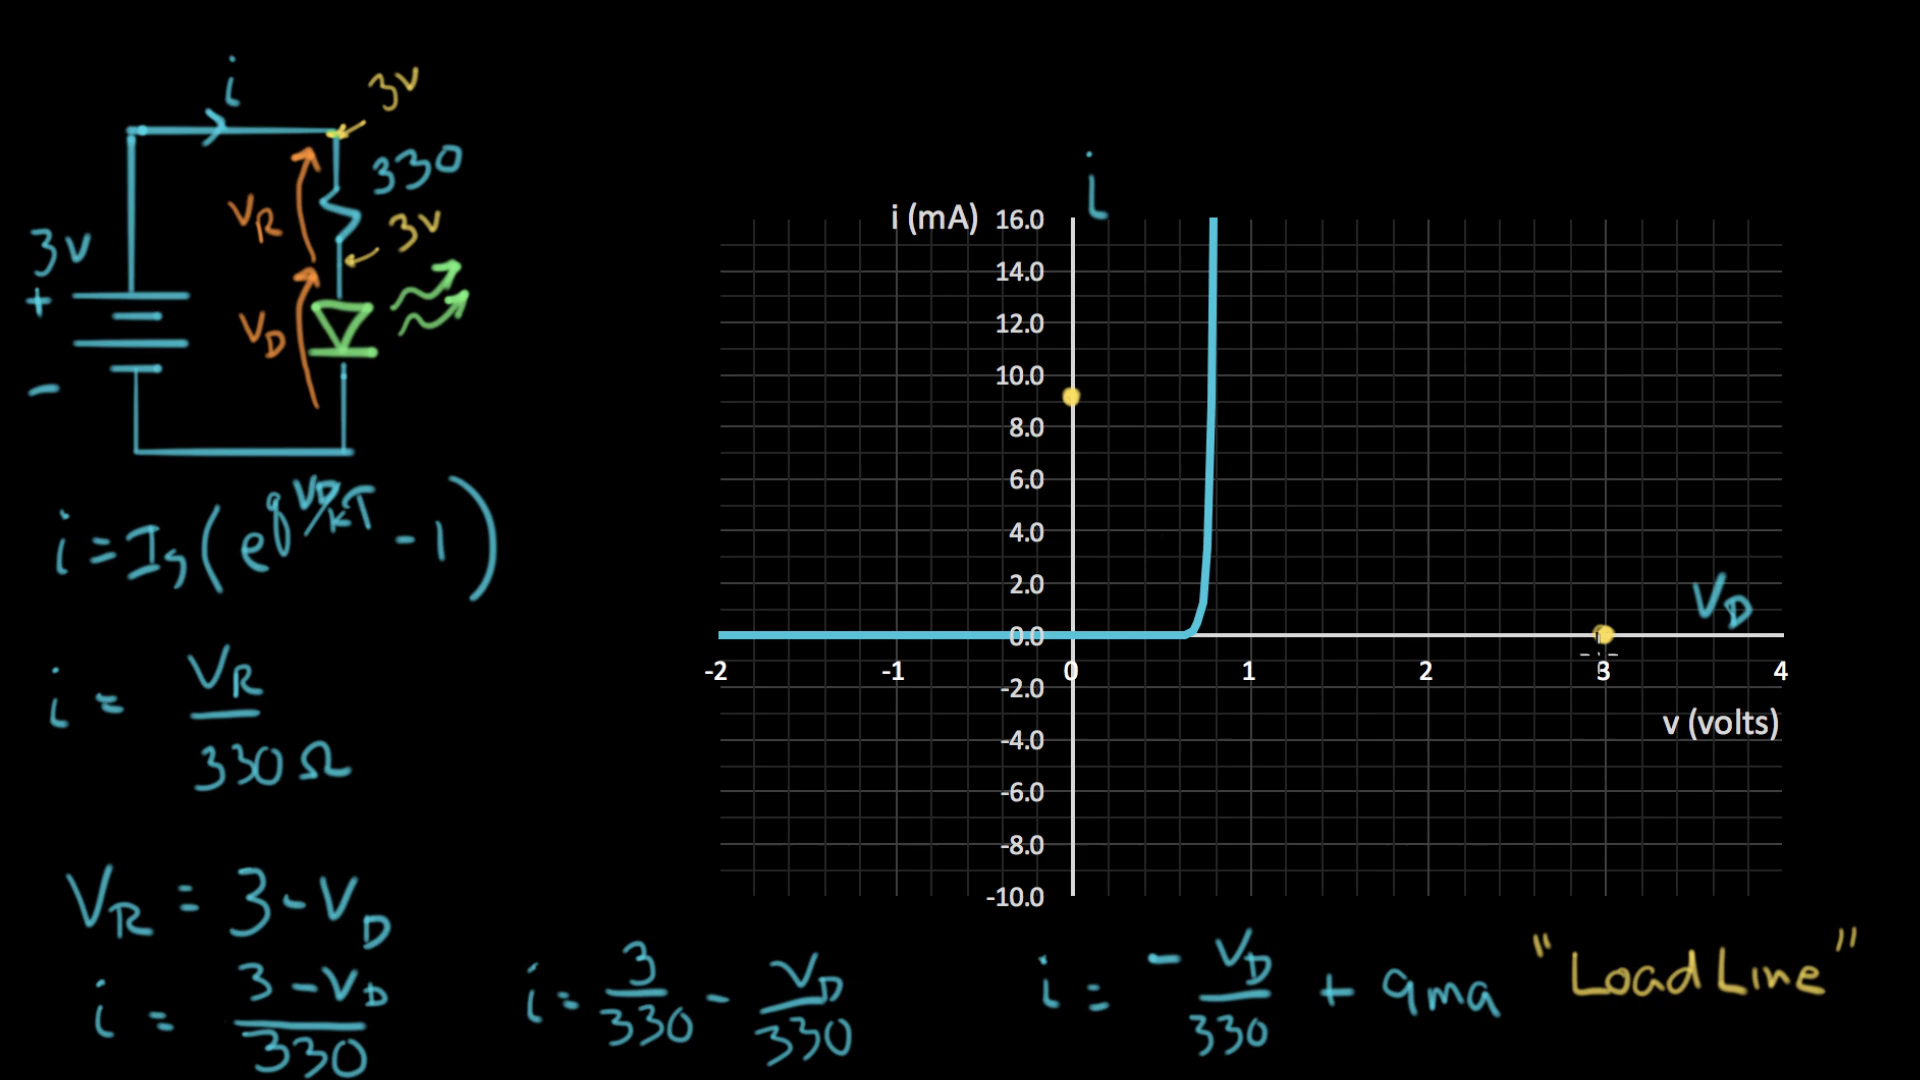 i
3v
330
VR
3v
3v
+
VD
-
i = Is(e^qVD/kT - 1)
i = VR/330Ω
VR = 3 - VD
i = 3 - VD/330
i = 3/330 - VD/330
i = - VD/330 + 9ma
"Load Line"
i
i (mA)
16.0
14.0
12.0
10.0
8.0
6.0
4.0
2.0
0.0
-2.0
-4.0
-6.0
-8.0
-10.0
-2 -1 0 1 2 3 4
VD
v (volts)